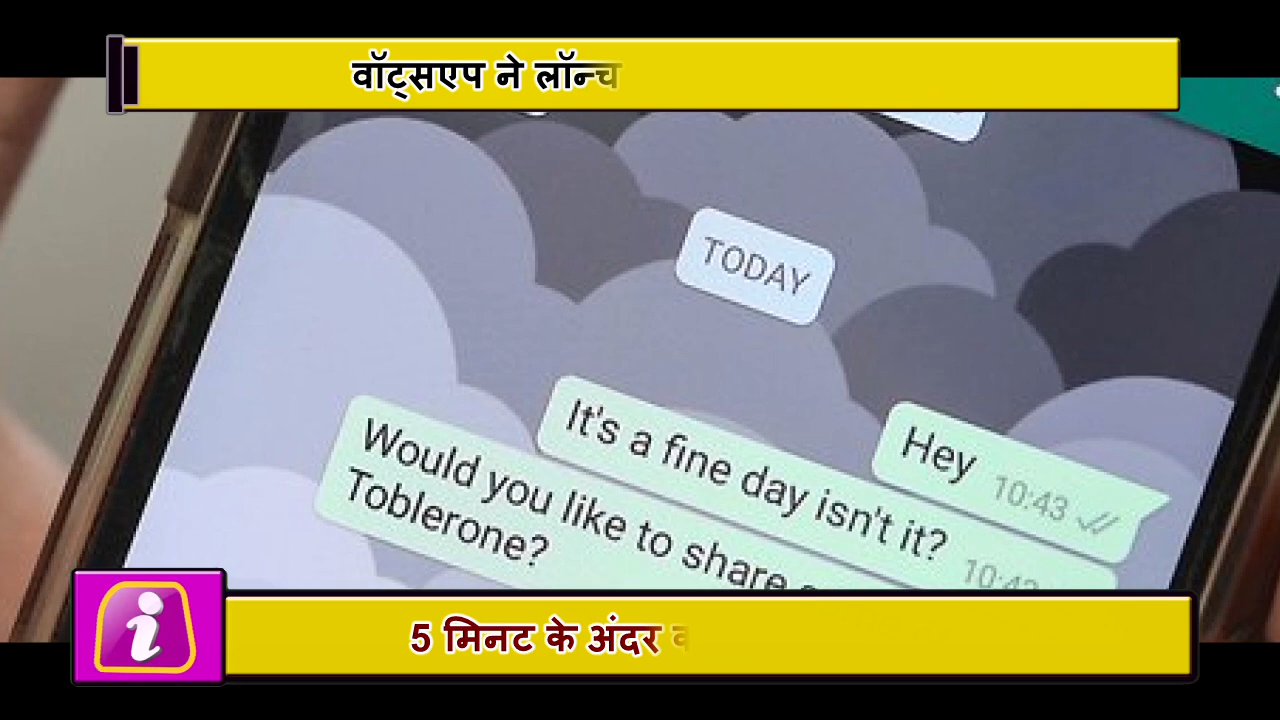 वॉट्सएप ने लॉन्च
TODAY
Hey 10:43
It's a fine day isn't it?
Would you like to share
Toblerone?
5 मिनट के अंदर